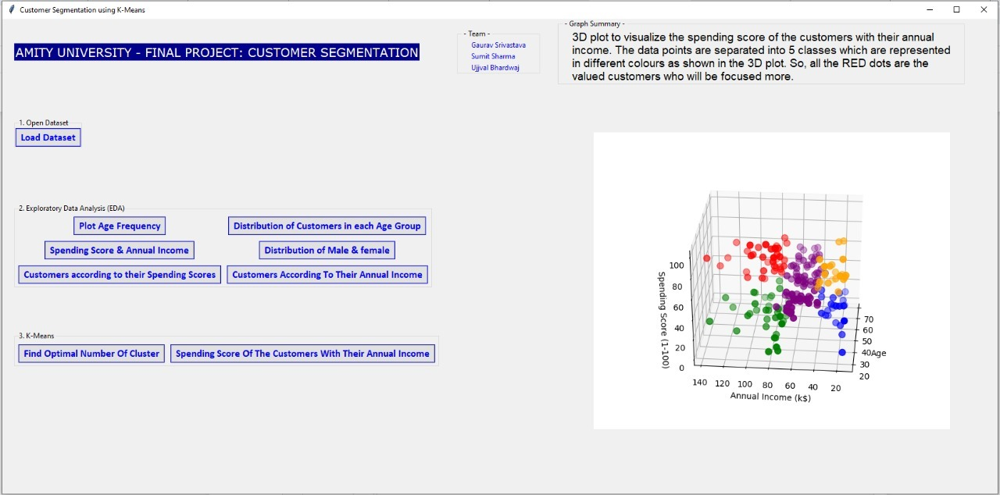 Customer Segmentation using K-Means
AMITY UNIVERSITY - FINAL PROJECT: CUSTOMER SEGMENTATION
- Team -
Gaurav Srivastava
Sumit Sharma
Ujjval Bhardwaj
- Graph Summary -
3D plot to visualize the spending score of the customers with their annual
income. The data points are separated into 5 classes which are represented
in different colours as shown in the 3D plot. So, all the RED dots are the
valued customers who will be focused more.
1. Open Dataset
Load Dataset
2. Exploratory Data Analysis (EDA)
Plot Age Frequency
Distribution of Customers in each Age Group
Spending Score & Annual Income
Distribution of Male & female
Customers according to their Spending Scores
Customers According To Their Annual Income
3. K-Means
Find Optimal Number Of Cluster
Spending Score Of The Customers With Their Annual Income
Spending Score (1-100)
100
80
60
40
20
0
140 120 100 80 60 40 20
Annual Income (k$)
70
60
50
40
30
20
Age